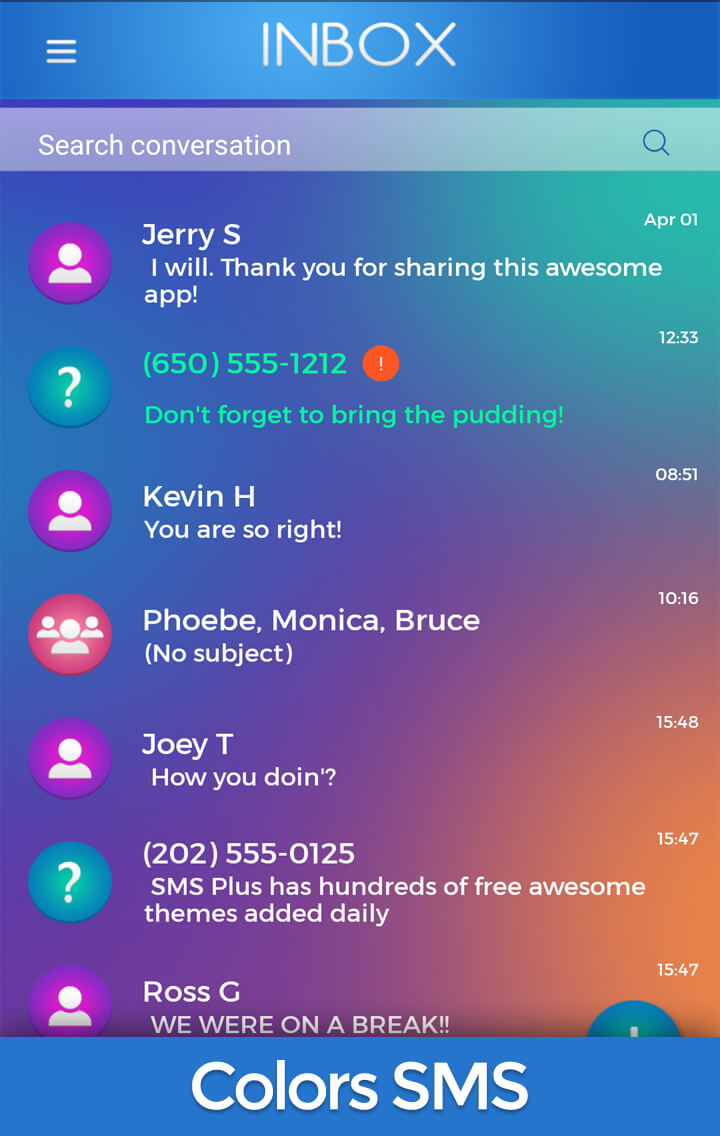 INBOX
Search conversation
Jerry S
Apr 01
I will. Thank you for sharing this awesome
app!
12:33
(650) 555-1212 !
Don't forget to bring the pudding!
08:51
Kevin H
You are so right!
10:16
Phoebe, Monica, Bruce
(No subject)
15:48
Joey T
How you doin'?
15:47
(202) 555-0125
SMS Plus has hundreds of free awesome
themes added daily
15:47
Ross G
WE WERE ON A BREAK!!
Colors SMS